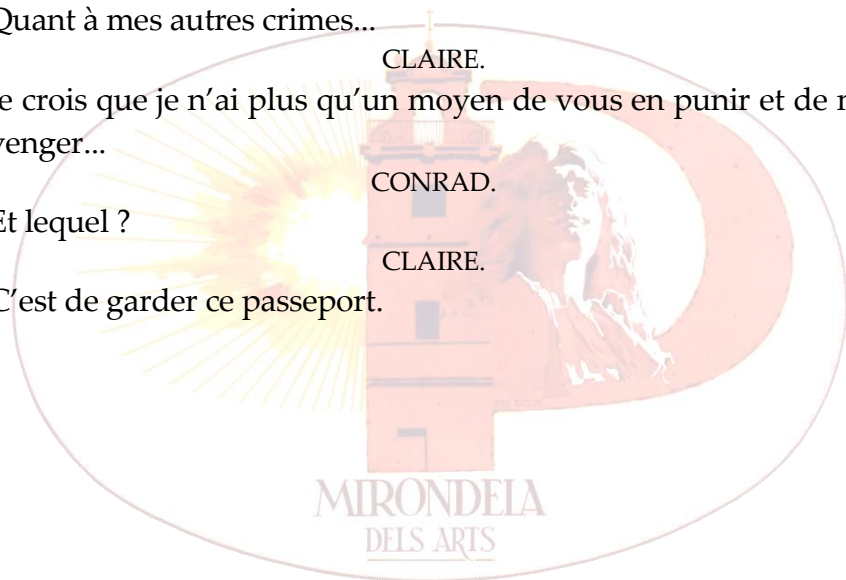 Quant à mes autres crimes...
CLAIRE.
e crois que je n’ai plus qu’un moyen de vous en punir et de
venger...
CONRAD.
Et lequel ?
CLAIRE.
C’est de garder ce passeport.
MIRONDELA
DELS ARTS